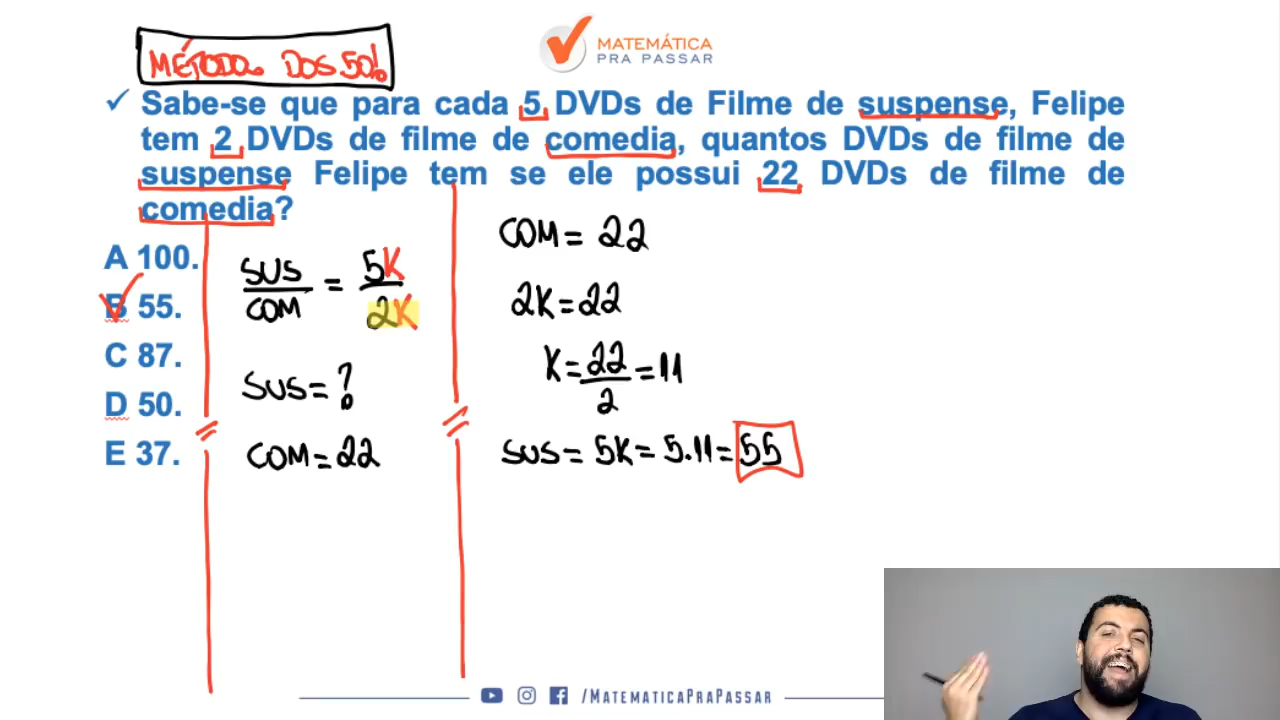 MÉTODO DOS 50!
MATEMÁTICA
PRA PASSAR
✓ Sabe-se que para cada 5 DVDs de Filme de suspense, Felipe
tem 2 DVDs de filme de comedia, quantos DVDs de filme de
suspense Felipe tem se ele possui 22 DVDs de filme de
comedia?
A 100.
B 55.
C 87.
D 50.
E 37.
SUS/COM = 5K/2K
SUS = ?
COM = 22
COM = 22
2K = 22
K = 22/2 = 11
SUS = 5K = 5.11 = 55
/MATEMATICAPRAPASSAR